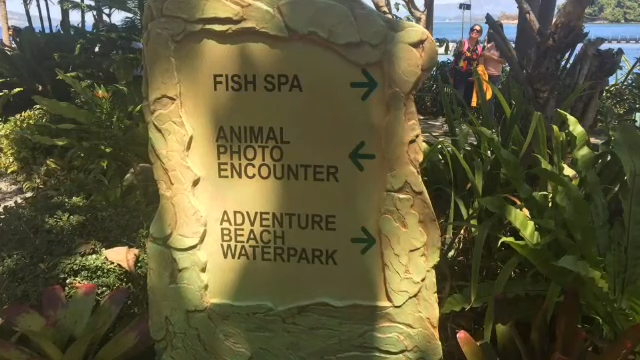 FISH SPA →
ANIMAL
PHOTO ←
ENCOUNTER
ADVENTURE
BEACH →
WATERPARK